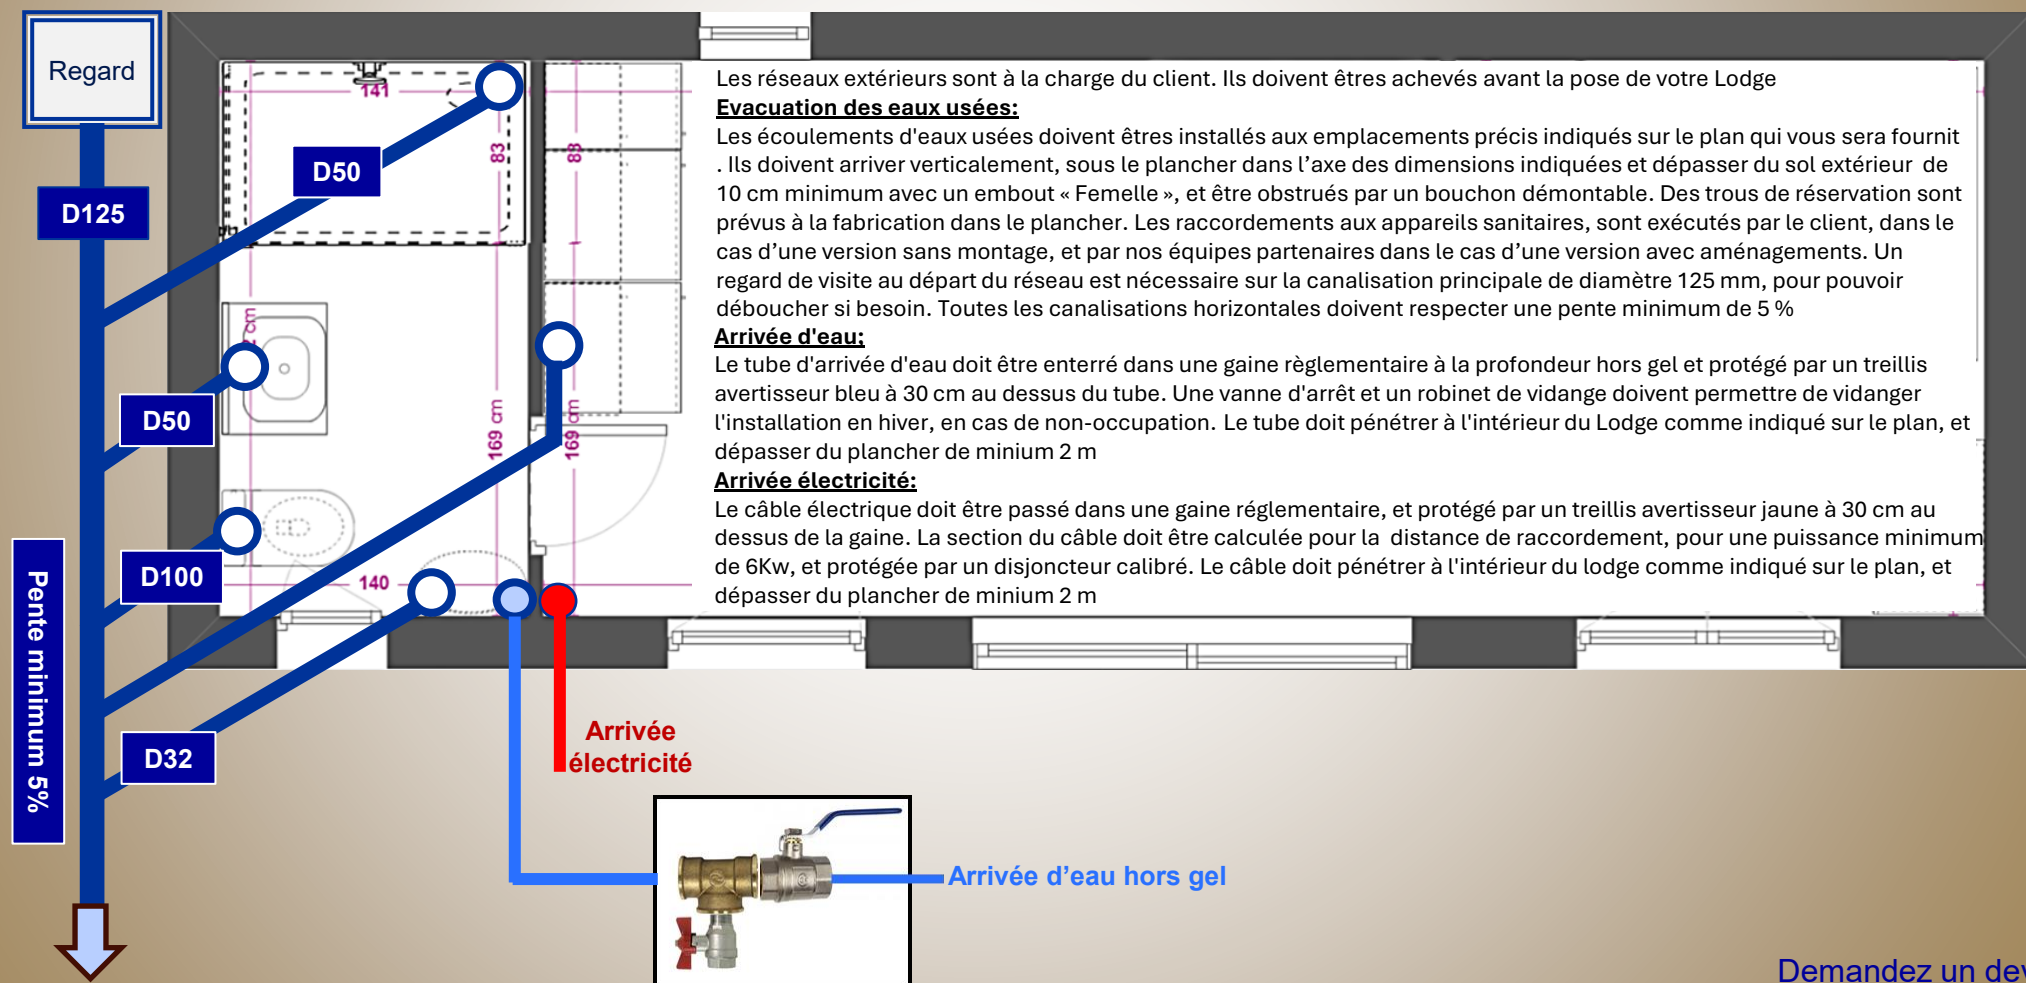 Regard
D125
D50
D50
D100
D32
Pente minimum 5%
141
83
88
169 cm
169 cm
140
Les réseaux extérieurs sont à la charge du client. Ils doivent êtres achevés avant la pose de votre Lodge
Evacuation des eaux usées:
Les écoulements d'eaux usées doivent êtres installés aux emplacements précis indiqués sur le plan qui vous sera fournit
. Ils doivent arriver verticalement, sous le plancher dans l’axe des dimensions indiquées et dépasser du sol extérieur de
10 cm minimum avec un embout « Femelle », et être obstrués par un bouchon démontable. Des trous de réservation sont
prévus à la fabrication dans le plancher. Les raccordements aux appareils sanitaires, sont exécutés par le client, dans le
cas d’une version sans montage, et par nos équipes partenaires dans le cas d’une version avec aménagements. Un
regard de visite au départ du réseau est nécessaire sur la canalisation principale de diamètre 125 mm, pour pouvoir
déboucher si besoin. Toutes les canalisations horizontales doivent respecter une pente minimum de 5 %
Arrivée d'eau:
Le tube d'arrivée d'eau doit être enterré dans une gaine règlementaire à la profondeur hors gel et protégé par un treillis
avertisseur bleu à 30 cm au dessus du tube. Une vanne d'arrêt et un robinet de vidange doivent permettre de vidanger
l'installation en hiver, en cas de non-occupation. Le tube doit pénétrer à l'intérieur du Lodge comme indiqué sur le plan, et
dépasser du plancher de minium 2 m
Arrivée électricité:
Le câble électrique doit être passé dans une gaine réglementaire, et protégé par un treillis avertisseur jaune à 30 cm au
dessus de la gaine. La section du câble doit être calculée pour la distance de raccordement, pour une puissance minimum
de 6Kw, et protégée par un disjoncteur calibré. Le câble doit pénétrer à l'intérieur du lodge comme indiqué sur le plan, et
dépasser du plancher de minium 2 m
Arrivée
électricité
Arrivée d’eau hors gel
Demandez un dev